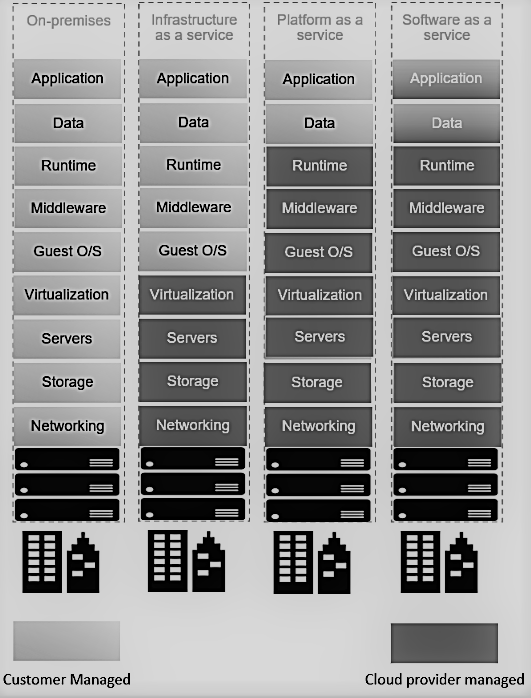 On-premises
Infrastructure
as a service
Platform as a
service
Software as a
service
Application
Application
Application
Application
Data
Data
Data
Data
Runtime
Runtime
Runtime
Runtime
Middleware
Middleware
Middleware
Middleware
Guest O/S
Guest O/S
Guest O/S
Guest O/S
Virtualization
Virtualization
Virtualization
Virtualization
Servers
Servers
Servers
Servers
Storage
Storage
Storage
Storage
Networking
Networking
Networking
Networking
Customer Managed
Cloud provider managed